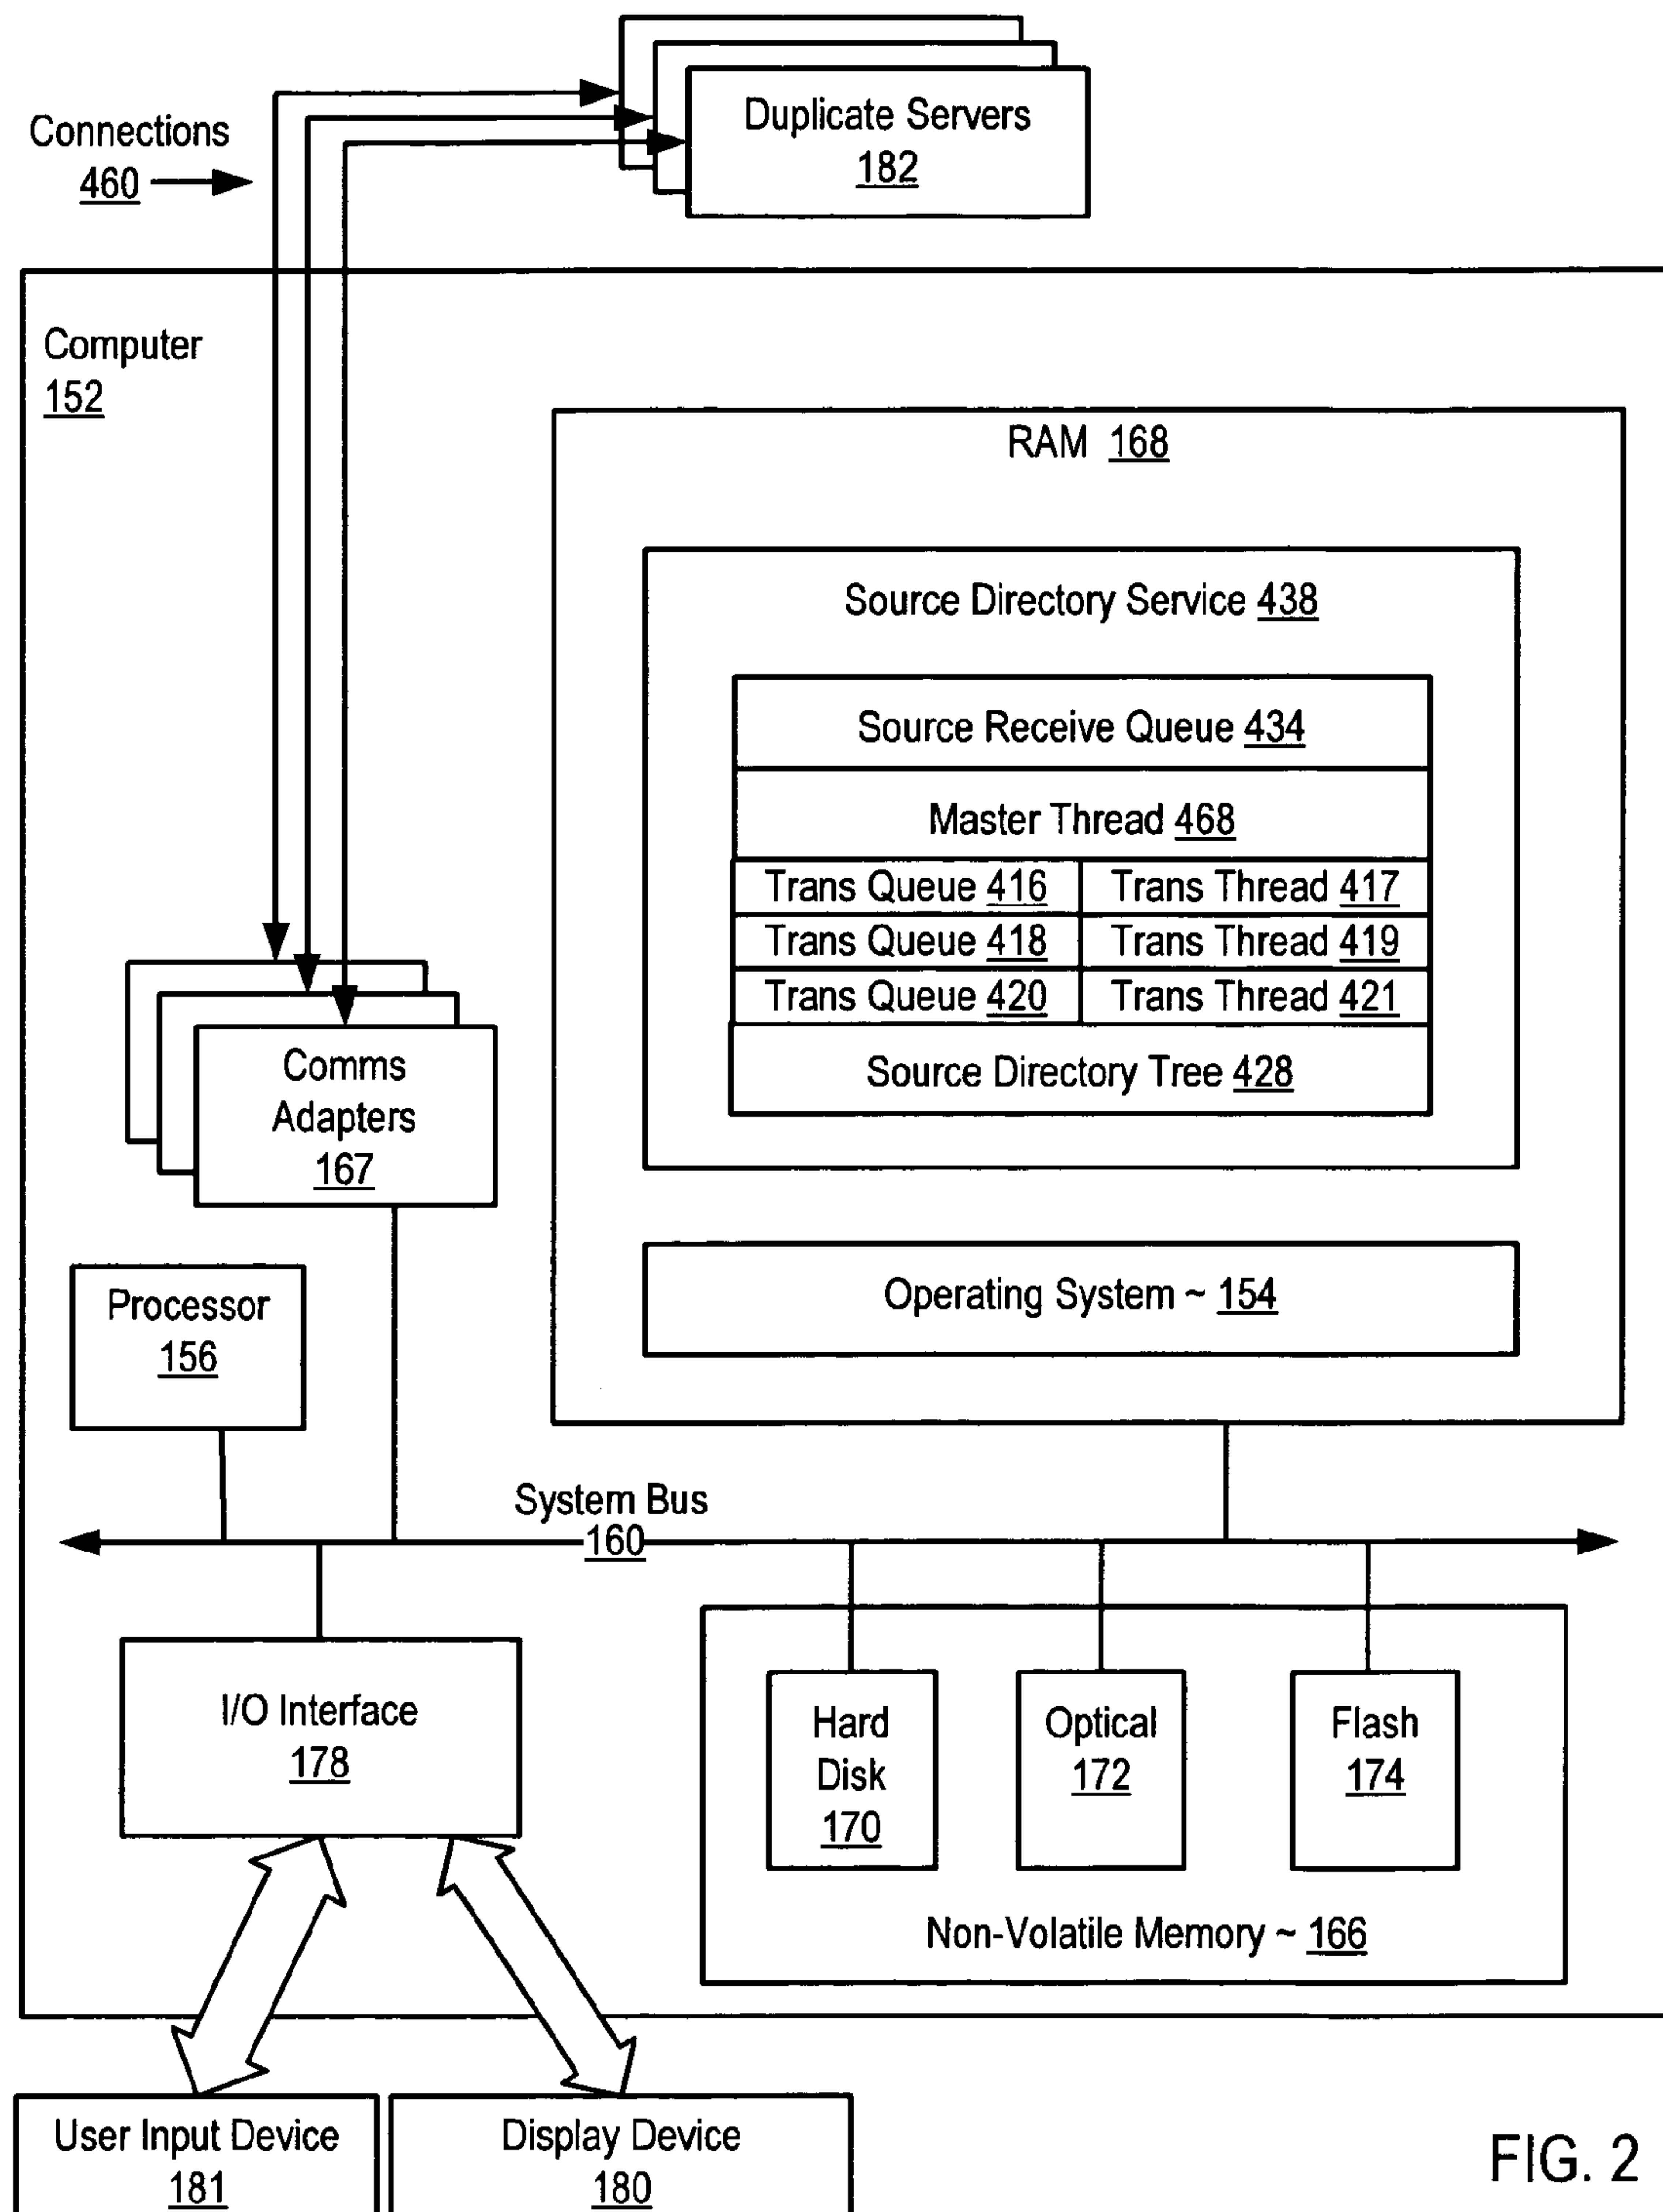 Duplicate Servers
182
Connections
460
Computer
152
RAM 168
Source Directory Service 438
Source Receive Queue 434
Master Thread 468
Trans Queue 416
Trans Thread 417
Trans Queue 418
Trans Thread 419
Trans Queue 420
Trans Thread 421
Source Directory Tree 428
Comms
Adapters
167
Operating System ~ 154
Processor
156
System Bus
160
I/O Interface
178
Hard
Disk
170
Optical
172
Flash
174
Non-Volatile Memory ~ 166
User Input Device
181
Display Device
180
FIG. 2